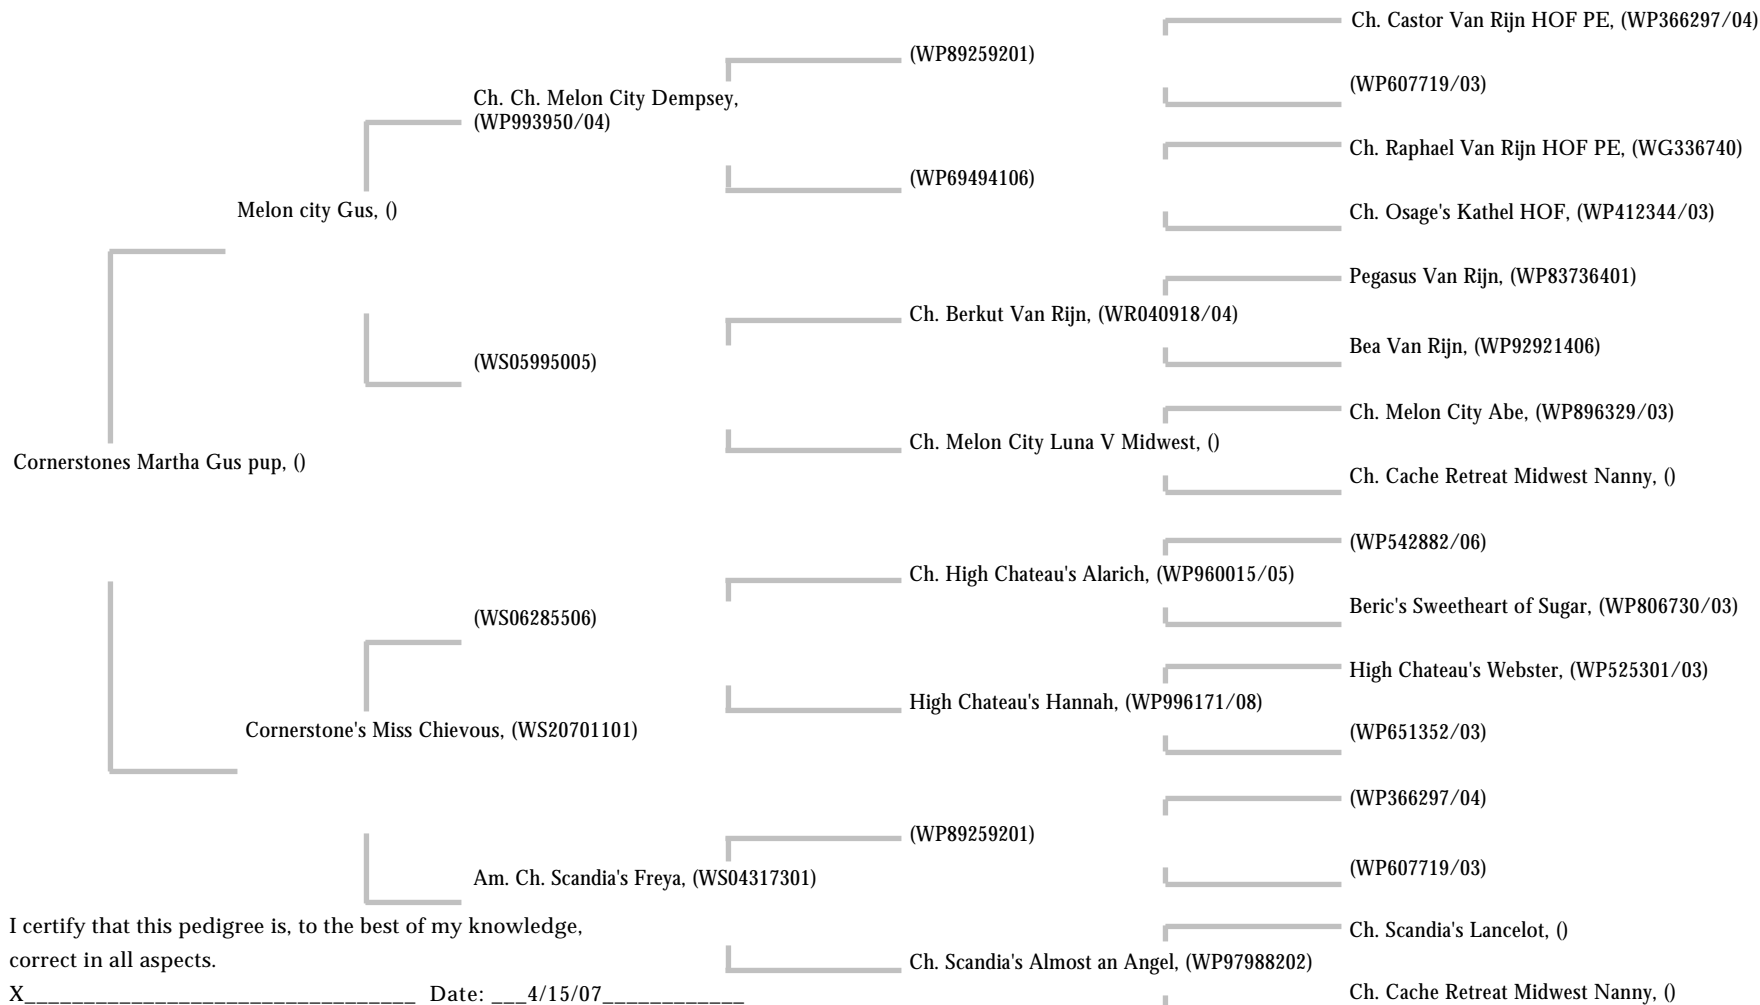 Ch. Castor Van Rijn HOF PE, (WP366297/04)
(WP89259201)
(WP607719/03)
Ch. Ch. Melon City Dempsey,
(WP993950/04)
Ch. Raphael Van Rijn HOF PE, (WG336740)
(WP69494106)
Ch. Osage's Kathel HOF, (WP412344/03)
Melon city Gus, ()
Pegasus Van Rijn, (WP83736401)
Ch. Berkut Van Rijn, (WR040918/04)
Bea Van Rijn, (WP92921406)
(WS05995005)
Ch. Melon City Abe, (WP896329/03)
Ch. Melon City Luna V Midwest, ()
Ch. Cache Retreat Midwest Nanny, ()
Cornerstones Martha Gus pup, ()
(WP542882/06)
Ch. High Chateau's Alarich, (WP960015/05)
Beric's Sweetheart of Sugar, (WP806730/03)
(WS06285506)
High Chateau's Webster, (WP525301/03)
High Chateau's Hannah, (WP996171/08)
(WP651352/03)
Cornerstone's Miss Chievous, (WS20701101)
(WP366297/04)
(WP89259201)
(WP607719/03)
Am. Ch. Scandia's Freya, (WS04317301)
Ch. Scandia's Lancelot, ()
Ch. Scandia's Almost an Angel, (WP97988202)
Ch. Cache Retreat Midwest Nanny, ()
I certify that this pedigree is, to the best of my knowledge,
correct in all aspects.
X_________________________________ Date: ___4/15/07____________